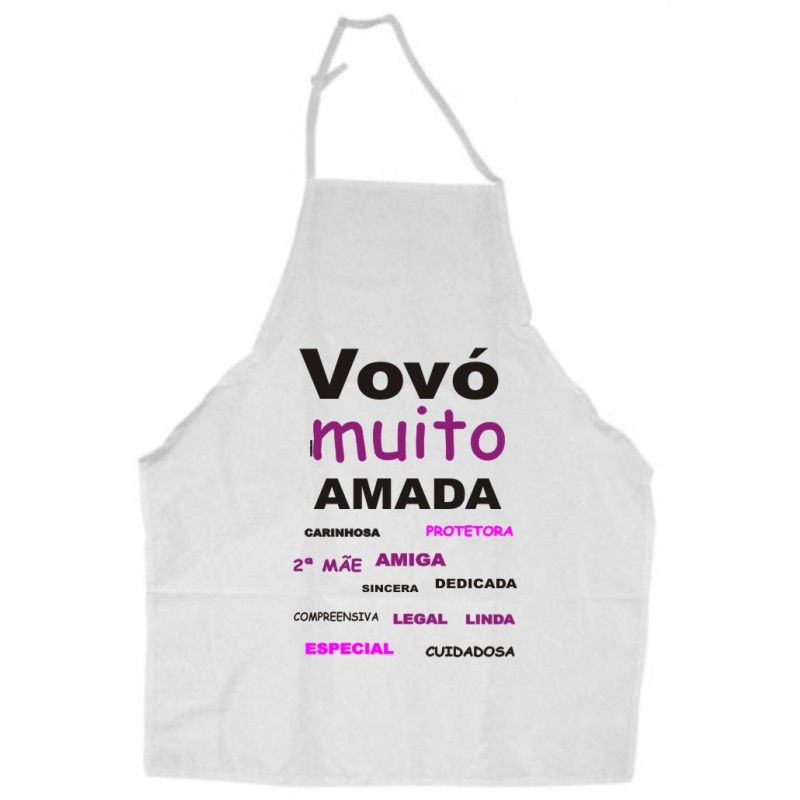 Vovó
muito
AMADA
CARINHOSA PROTETORA
2ª MÃE AMIGA
SINCERA DEDICADA
COMPREENSIVA LEGAL LINDA
ESPECIAL CUIDADOSA